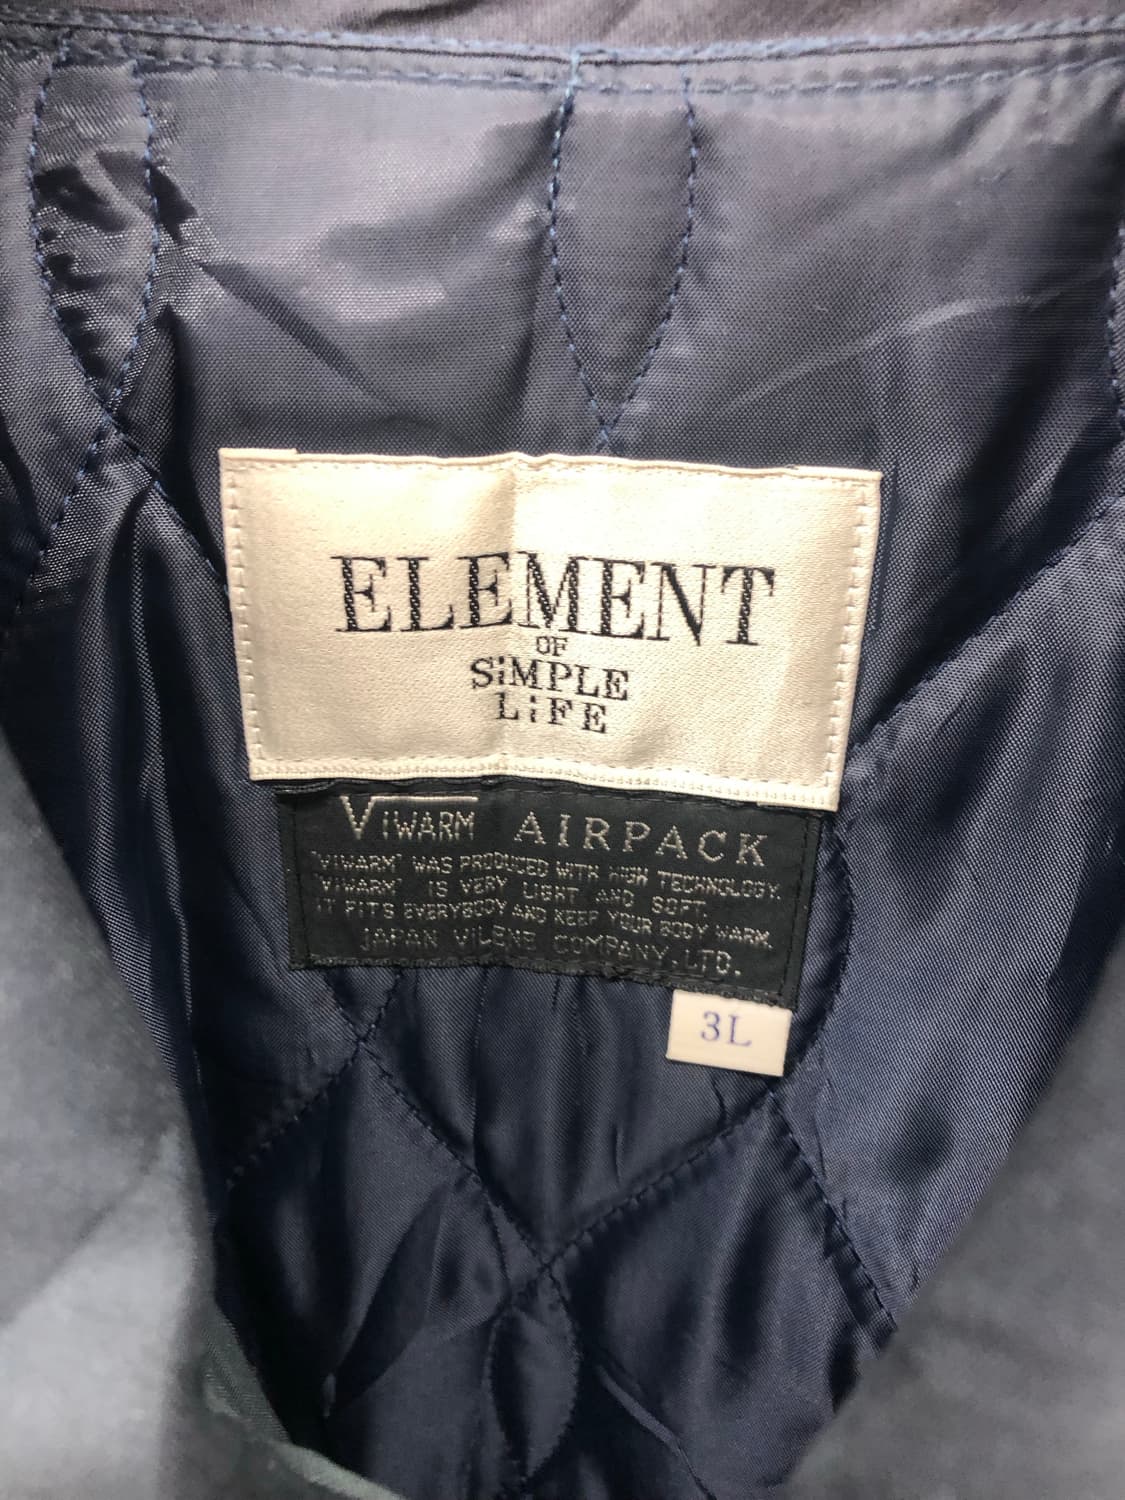 ELEMENT
OF
SiMPLE
LiFE
ViWARM AIRPACK
"VIWARM" WAS PRODUCED WITH HIGH TECHNOLOGY.
"VIWARM" IS VERY LIGHT AND SOFT.
IT FITS EVERYBODY AND KEEP YOUR BODY WARM.
JAPAN VILENE COMPANY, LTD.
3L